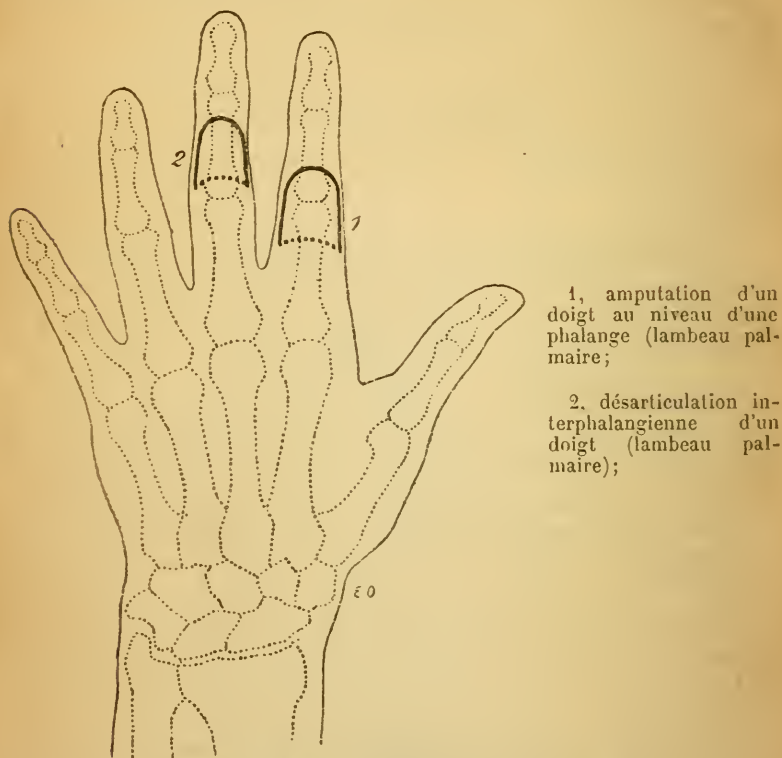 2
1
1, amputation d'un
doigt au niveau d'une
phalange (lambeau pal-
maire;
2. désarticulation in-
terphalangienne d'un
doigt (lambeau pal-
maire);
E O